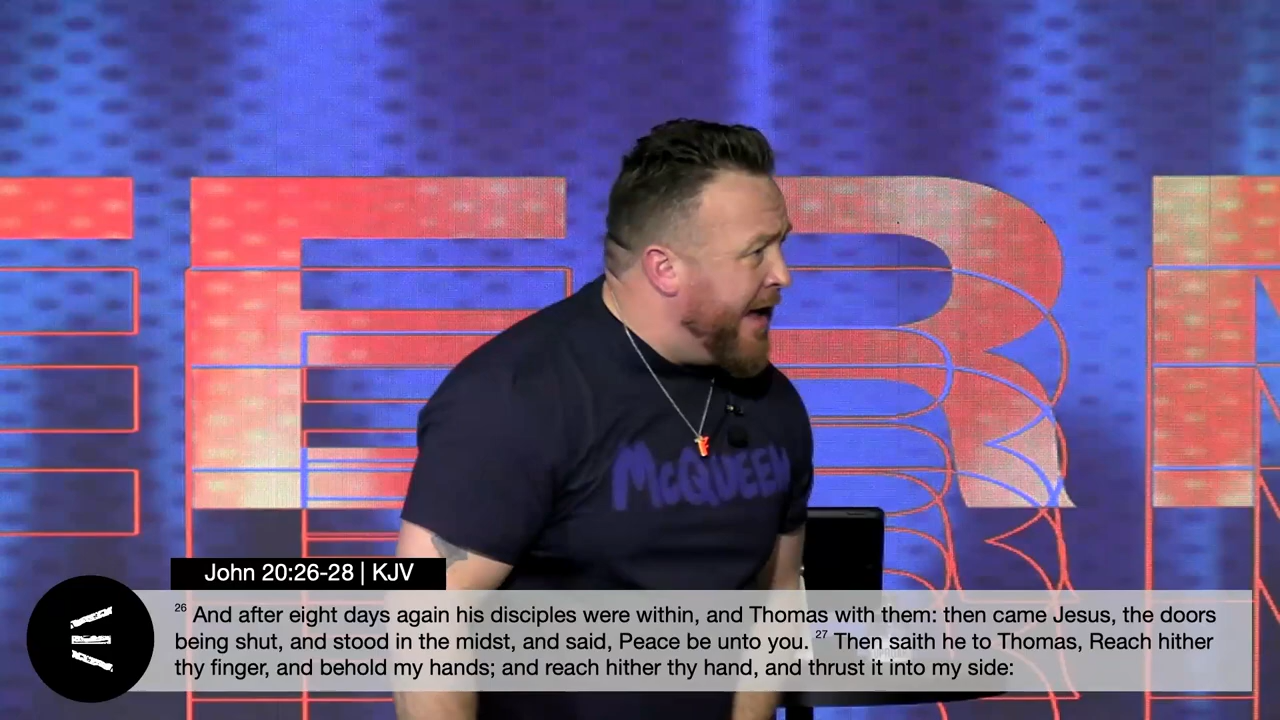 ERN
McQUEEN
John 20:26-28 | KJV
26 And after eight days again his disciples were within, and Thomas with them: then came Jesus, the doors
being shut, and stood in the midst, and said, Peace be unto you. 27 Then saith he to Thomas, Reach hither
thy finger, and behold my hands; and reach hither thy hand, and thrust it into my side: